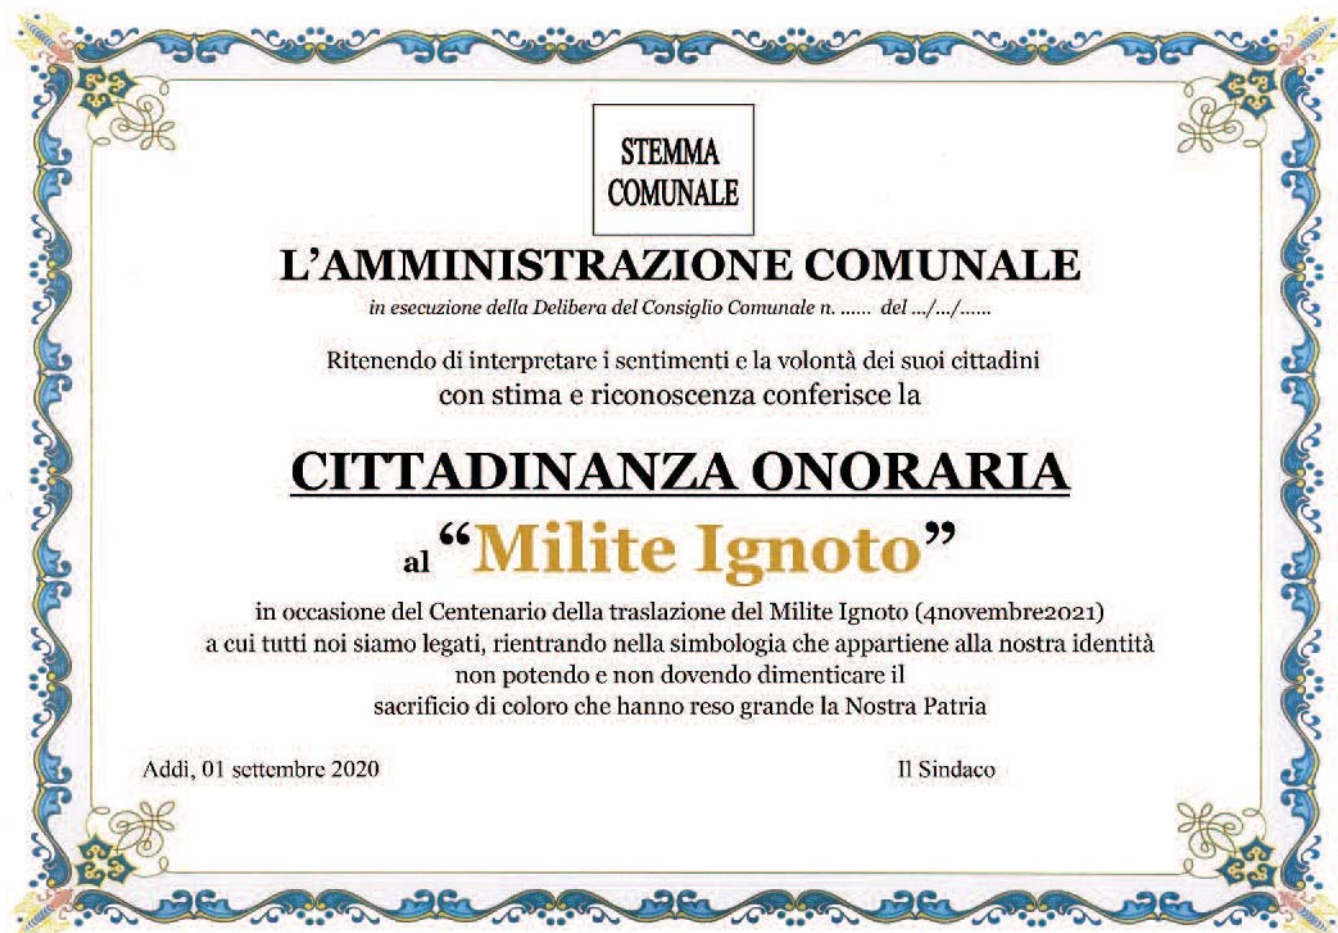 STEMMA
COMUNALE
L’AMMINISTRAZIONE COMUNALE
in esecuzione della Delibera del Consiglio Comunale n. ...... del .../.../......
Ritenendo di interpretare i sentimenti e la volontà dei suoi cittadini
con stima e riconoscenza conferisce la
CITTADINANZA ONORARIA
al “Milite Ignoto”
in occasione del Centenario della traslazione del Milite Ignoto (4novembre2021)
a cui tutti noi siamo legati, rientrando nella simbologia che appartiene alla nostra identità
non potendo e non dovendo dimenticare il
sacrificio di coloro che hanno reso grande la Nostra Patria
Addì, 01 settembre 2020 Il Sindaco